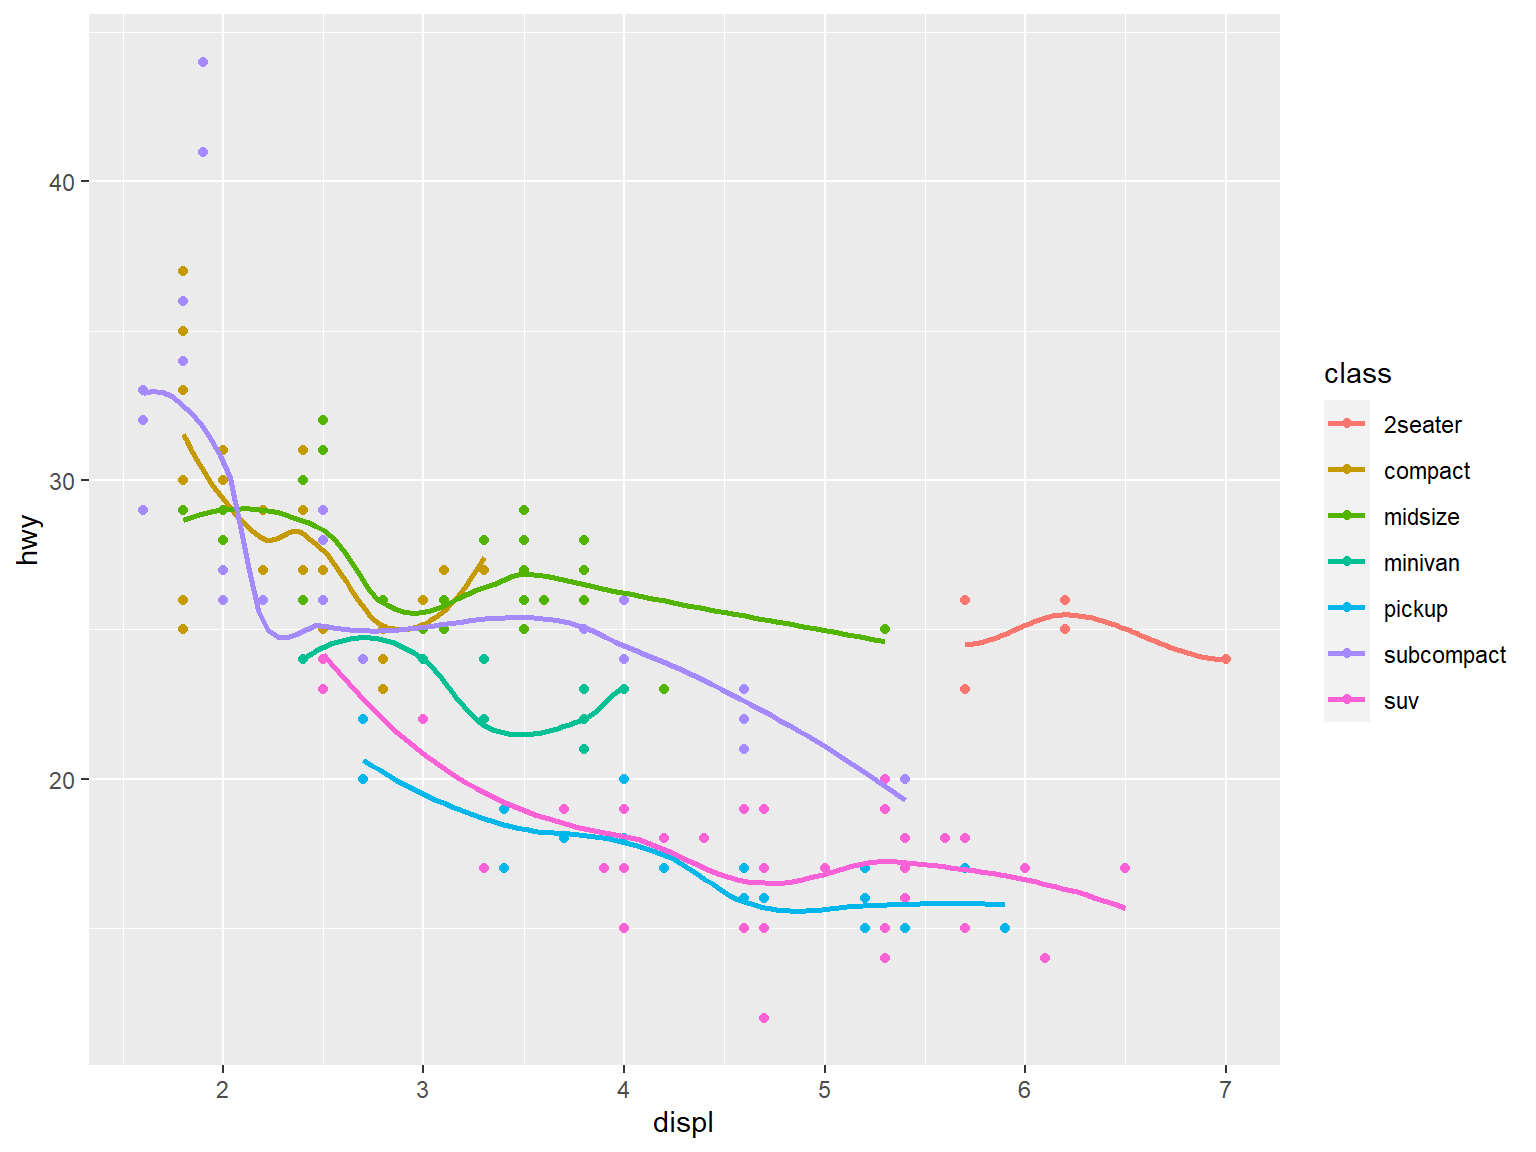 hwy
40
30
20
2 3 4 5 6 7
displ
class
2seater
compact
midsize
minivan
pickup
subcompact
suv